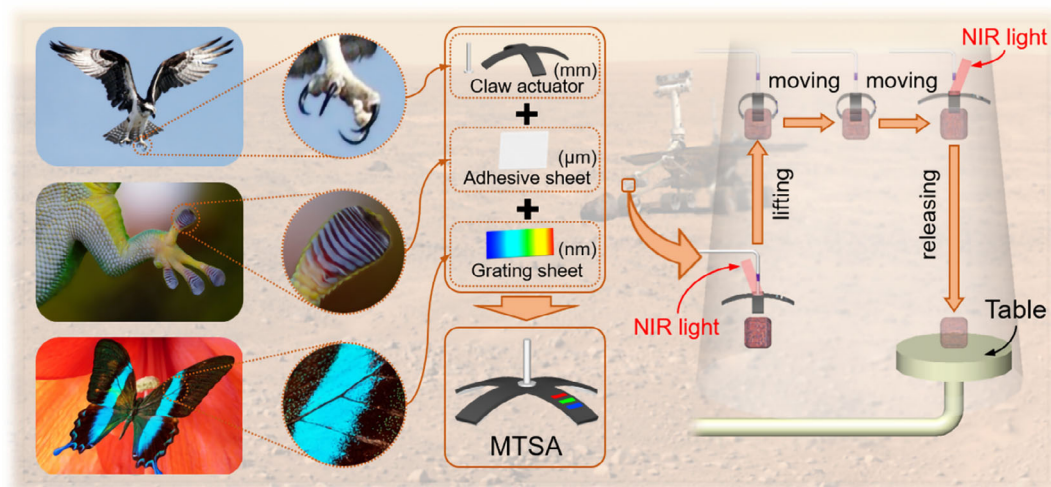 (mm)
Claw actuator
+
(μm)
Adhesive sheet
+
(nm)
Grating sheet
MTSA
NIR light
moving
moving
lifting
releasing
NIR light
Table